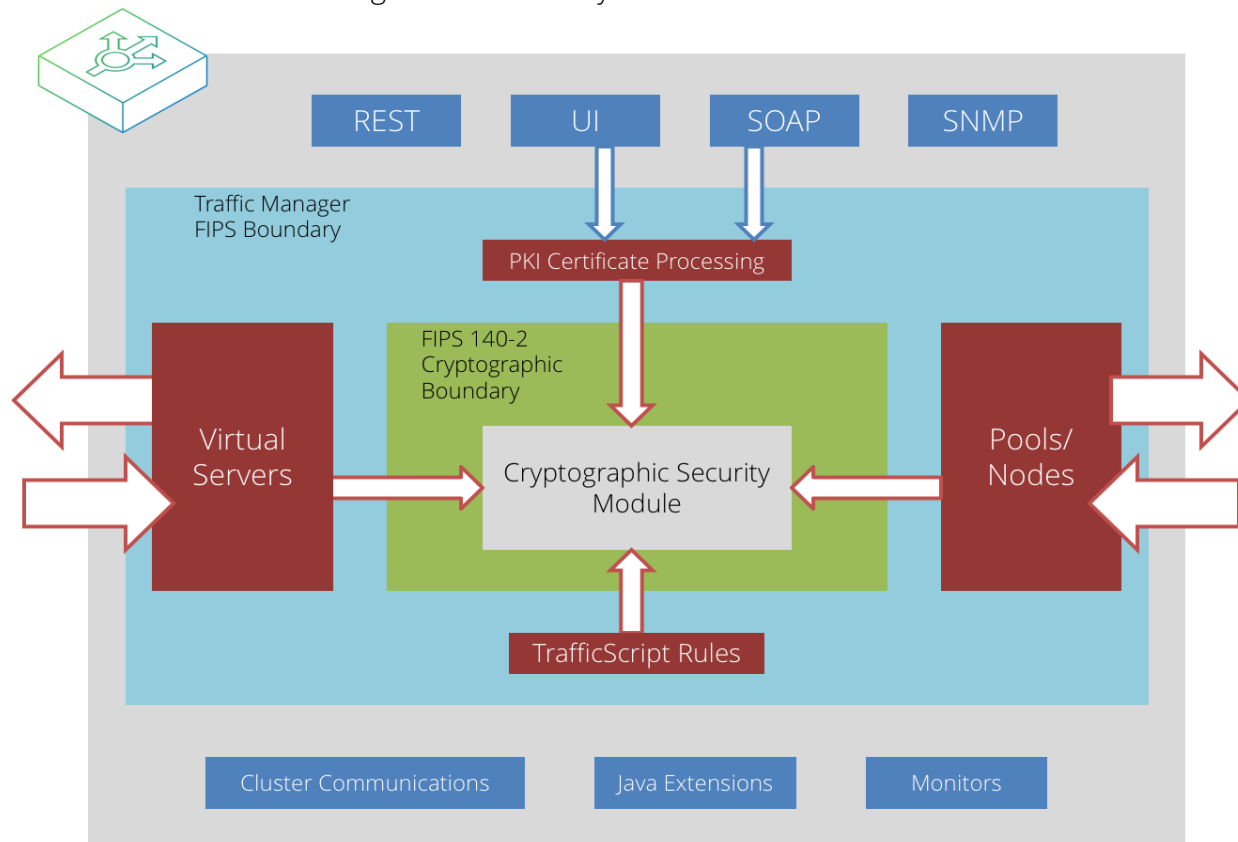 REST
UI
SOAP
SNMP
Traffic Manager
FIPS Boundary
PKI Certificate Processing
FIPS 140-2
Cryptographic
Boundary
Virtual
Servers
Cryptographic Security
Module
Pools/
Nodes
TrafficScript Rules
Cluster Communications
Java Extensions
Monitors